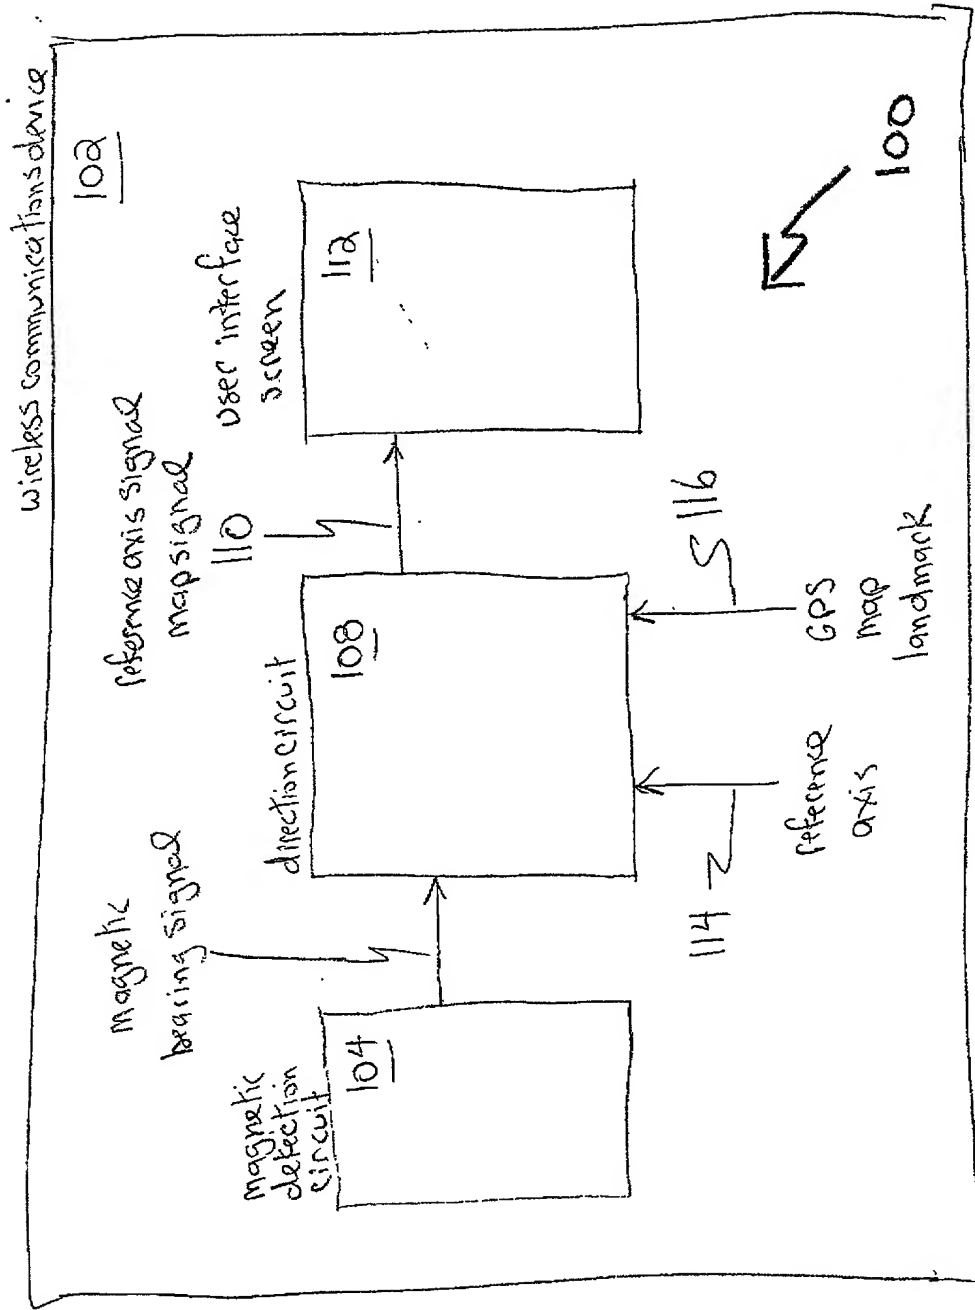 wireless communications device
102
magnetic
bearing signal
reference axis signal
map signal
110
magnetic
detection
circuit
104
direction circuit
108
user interface
screen
112
114
reference
axis
116
GPS
map
landmark
100